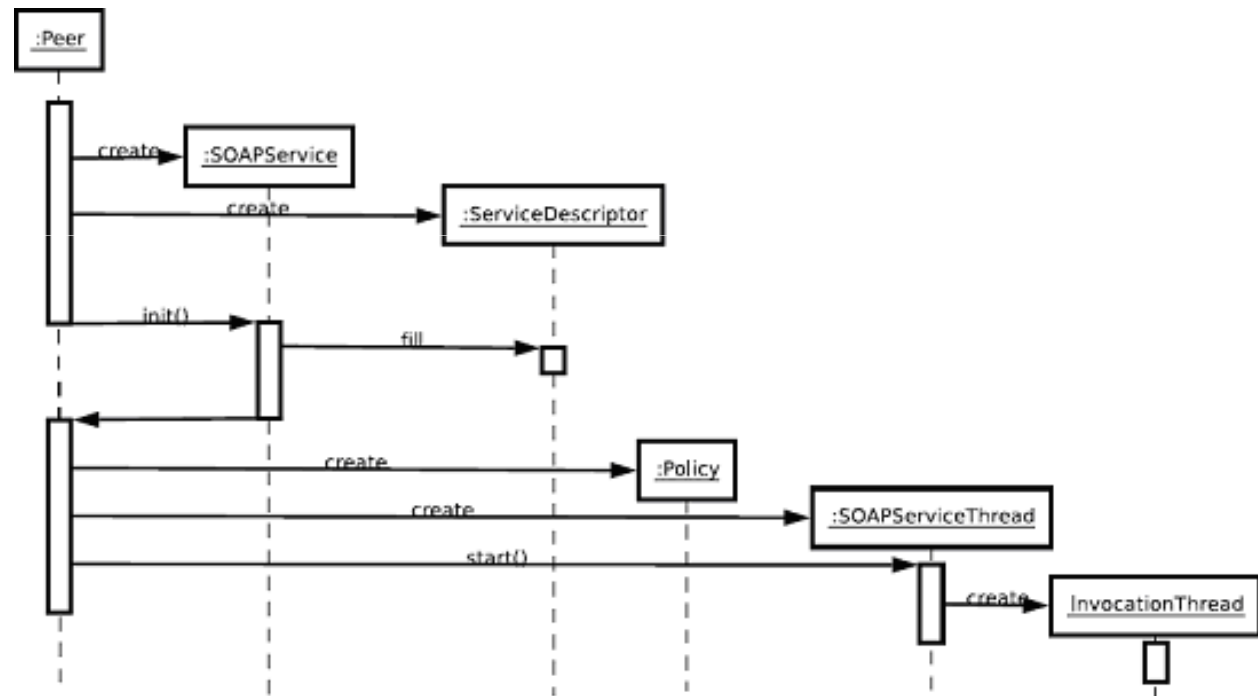 :Peer
create
:SOAPService
create
:ServiceDescriptor
init()
fill
create
:Policy
create
:SOAPServiceThread
start()
create
InvocationThread